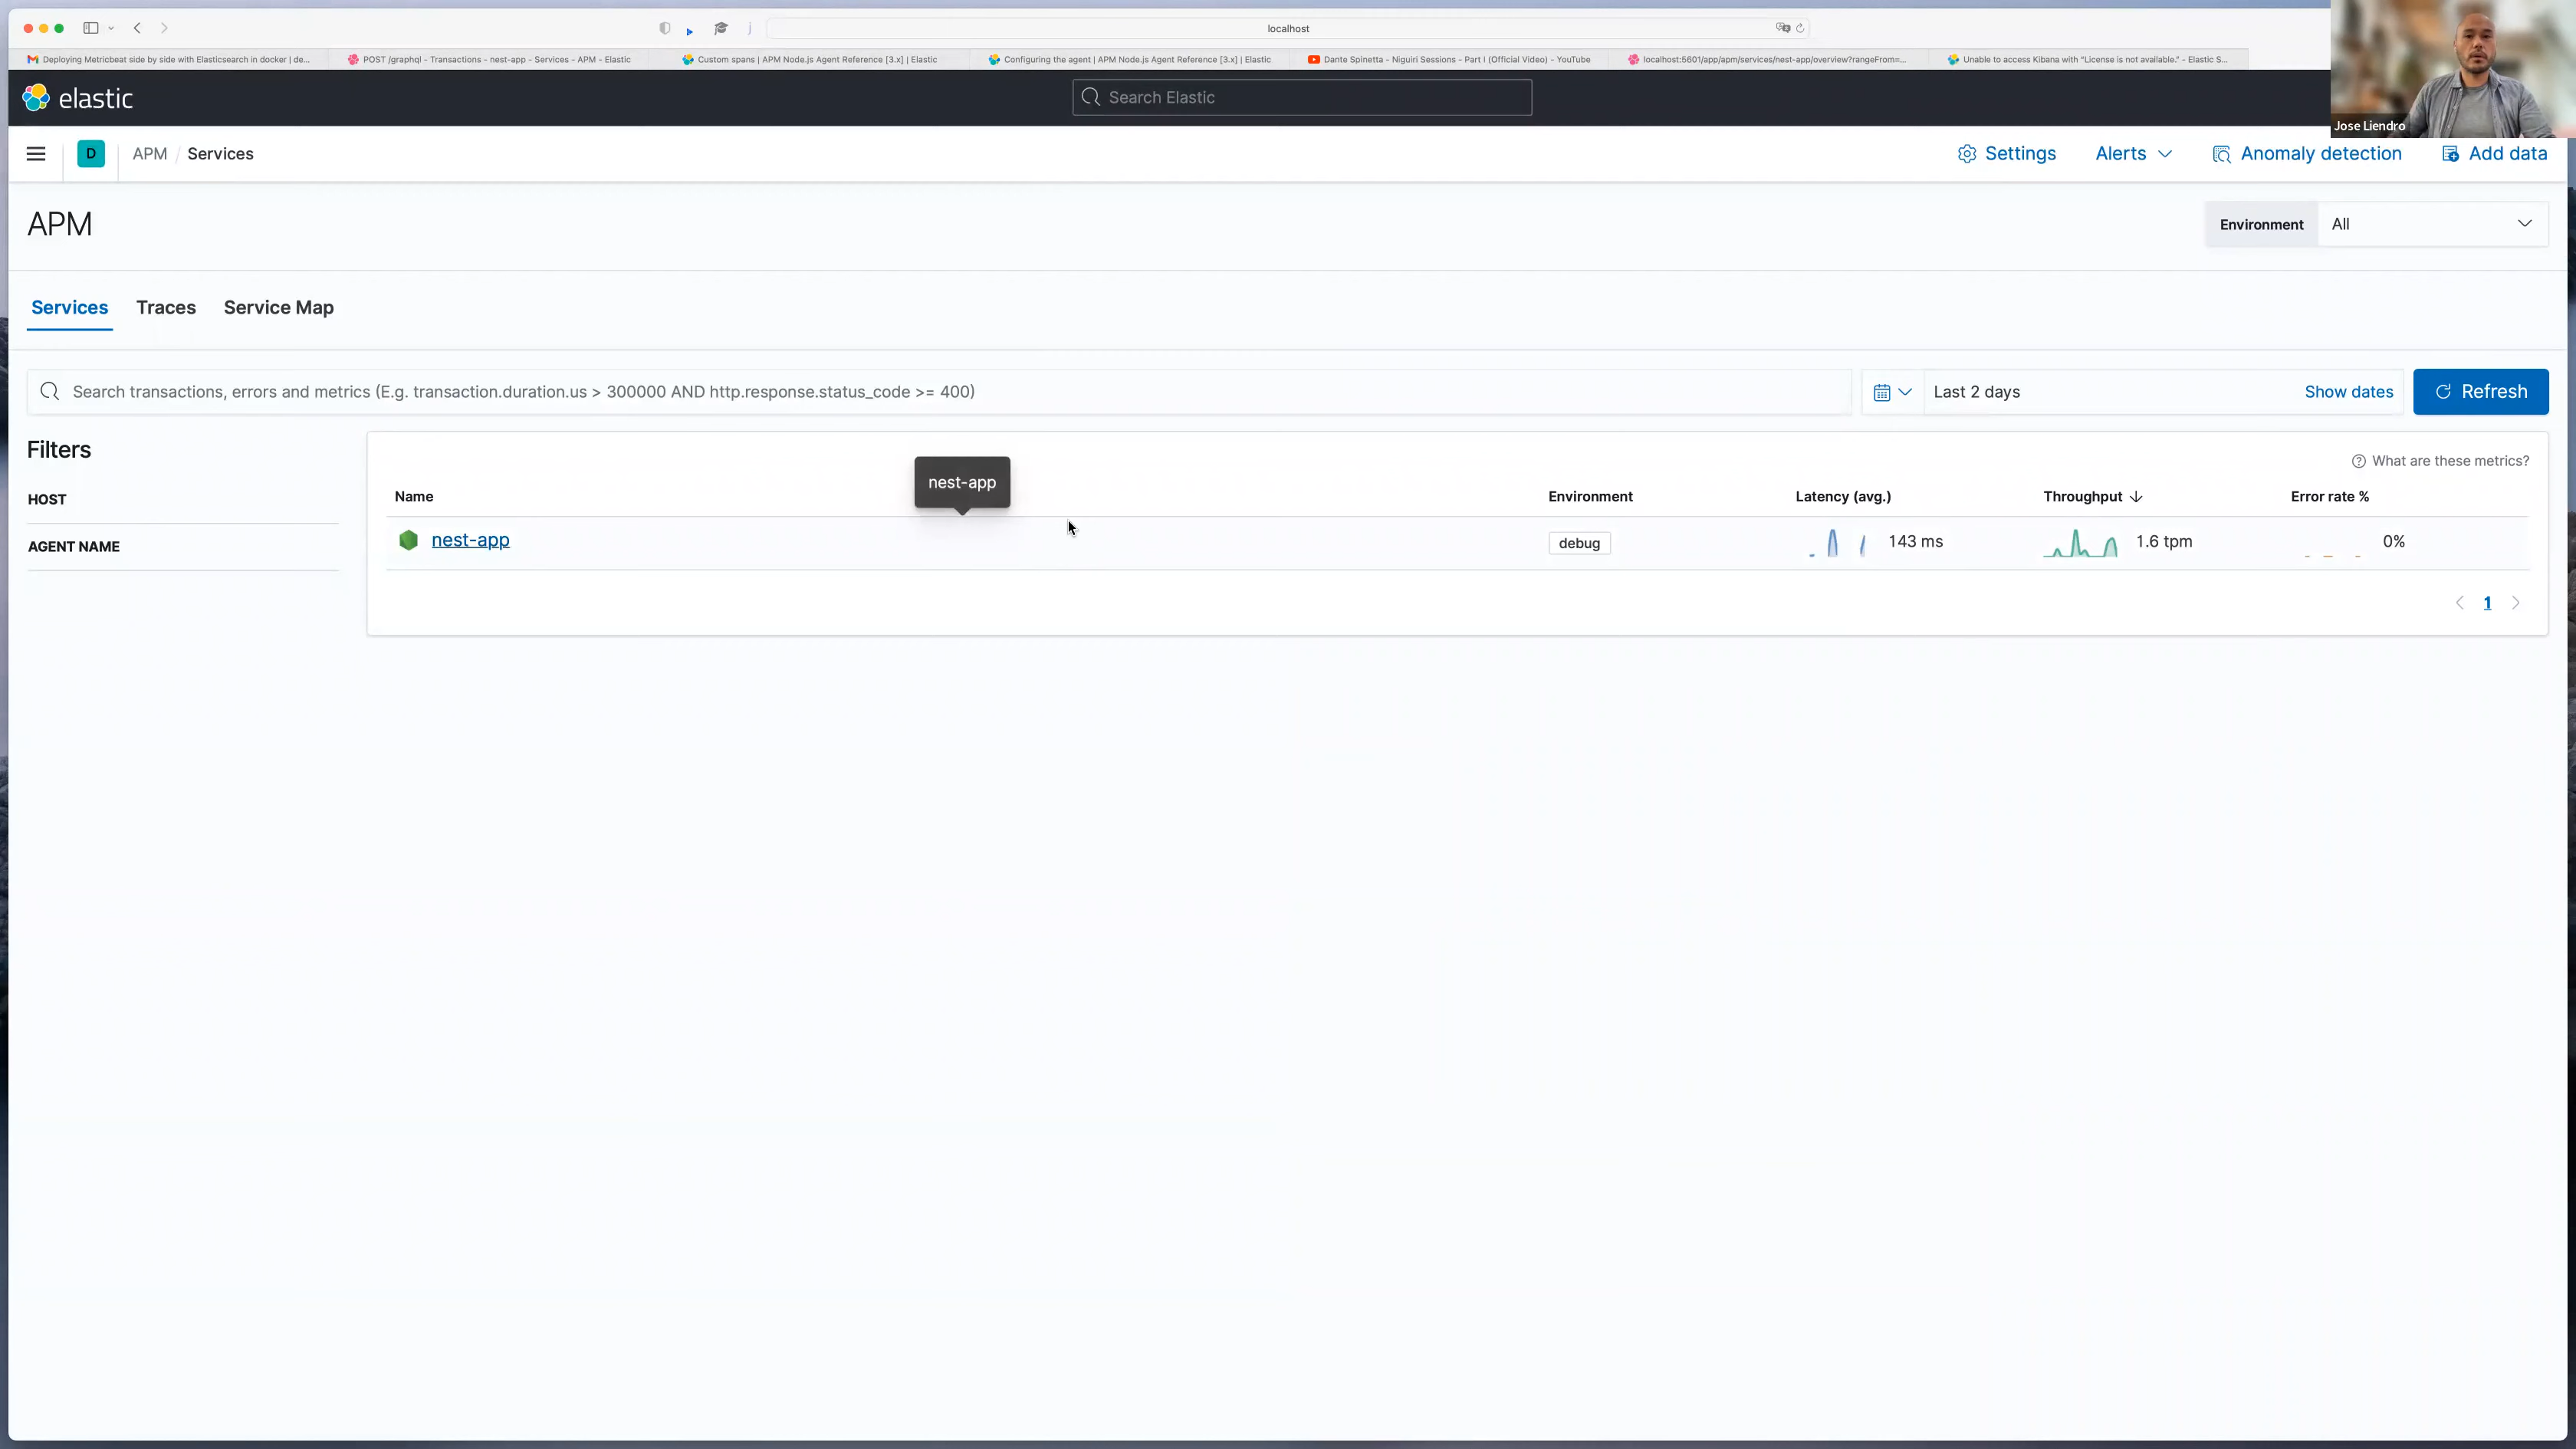 localhost
Deploying Metricbeat side by side with Elasticsearch in docker | de...
POST /graphql - Transactions - nest-app - Services - APM - Elastic
Custom spans | APM Node.js Agent Reference [3.x] | Elastic
Configuring the agent | APM Node.js Agent Reference [3.x] | Elastic
Dante Spinetta - Niguiri Sessions - Part I (Official Video) - YouTube
localhost:5601/app/apm/services/nest-app/overview?rangeFrom=...
Unable to access Kibana with "License is not available." - Elastic S...
elastic
Search Elastic
Jose Liendro
D
APM / Services
Settings
Alerts
Anomaly detection
Add data
APM
Environment
All
Services
Traces
Service Map
Search transactions, errors and metrics (E.g. transaction.duration.us > 300000 AND http.response.status_code >= 400)
Last 2 days
Show dates
Refresh
Filters
HOST
AGENT NAME
What are these metrics?
nest-app
Name
Environment
Latency (avg.)
Throughput
Error rate %
nest-app
debug
143 ms
1.6 tpm
0%
1